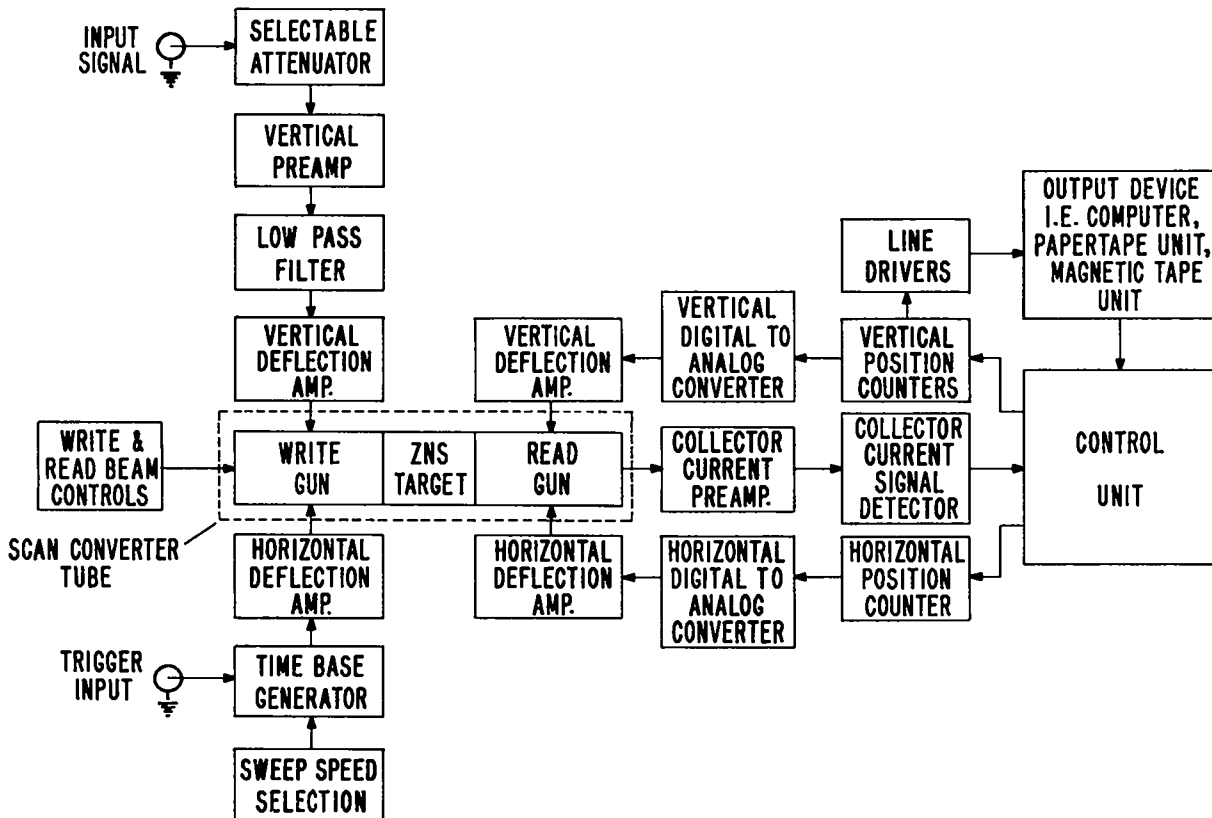 INPUT
SIGNAL
SELECTABLE
ATTENUATOR
VERTICAL
PREAMP
LOW PASS
FILTER
VERTICAL
DEFLECTION
AMP.
VERTICAL
DEFLECTION
AMP.
VERTICAL
DIGITAL TO
ANALOG
CONVERTER
LINE
DRIVERS
VERTICAL
POSITION
COUNTERS
OUTPUT DEVICE
I.E. COMPUTER,
PAPERTAPE UNIT,
MAGNETIC TAPE
UNIT
WRITE &
READ BEAM
CONTROLS
WRITE
GUN
ZNS
TARGET
READ
GUN
COLLECTOR
CURRENT
PREAMP.
COLLECTOR
CURRENT
SIGNAL
DETECTOR
CONTROL
UNIT
SCAN CONVERTER
TUBE
HORIZONTAL
DEFLECTION
AMP.
HORIZONTAL
DEFLECTION
AMP.
HORIZONTAL
DIGITAL TO
ANALOG
CONVERTER
HORIZONTAL
POSITION
COUNTER
TRIGGER
INPUT
TIME BASE
GENERATOR
SWEEP SPEED
SELECTION